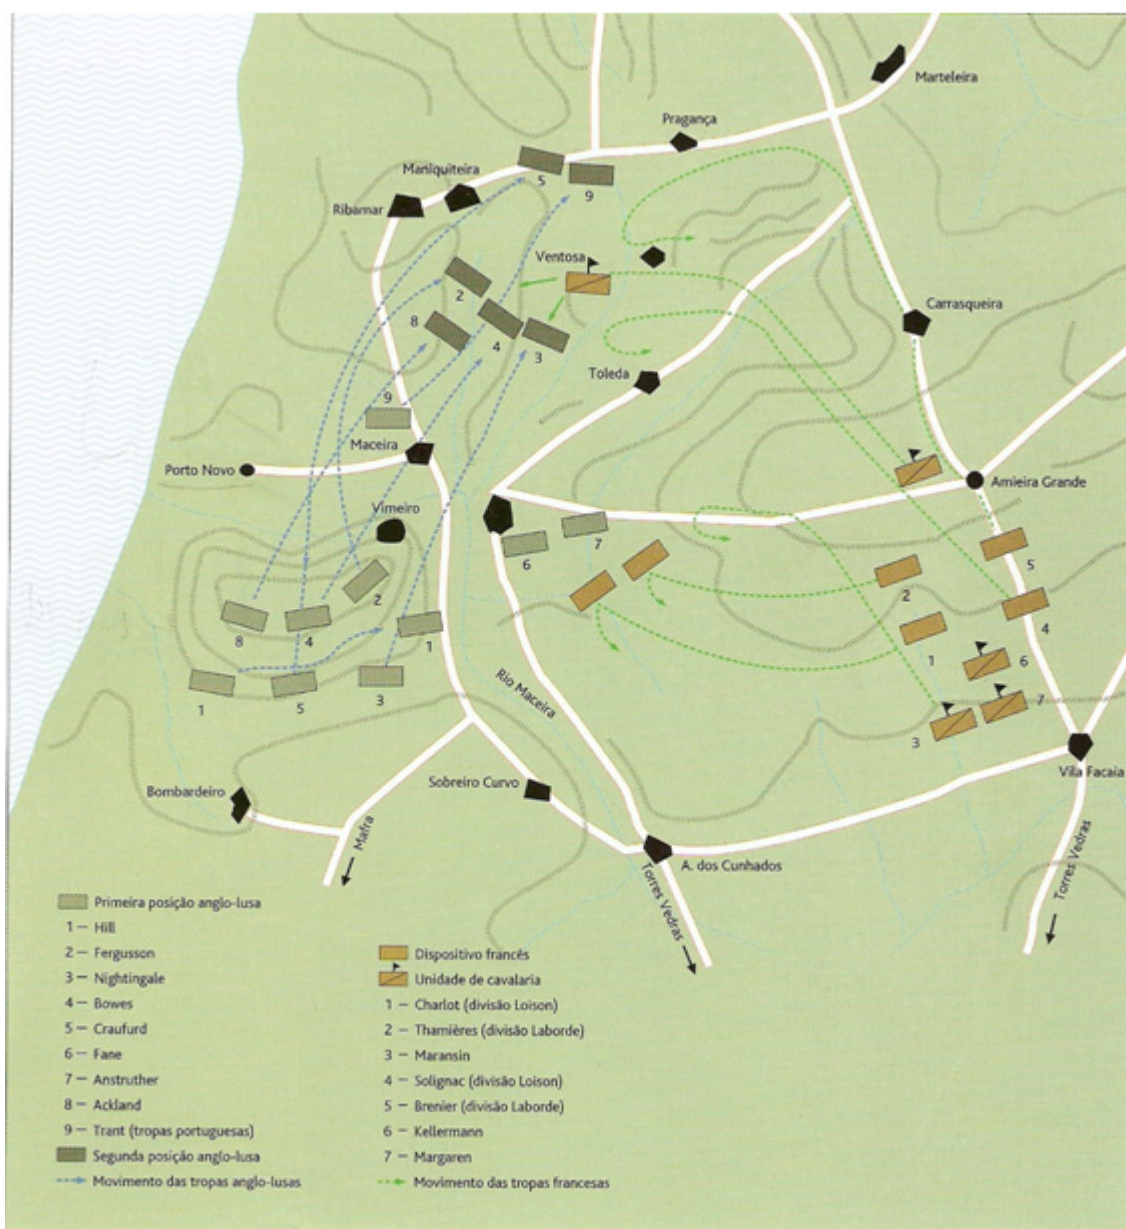 Marteleira
Pragança
Maniquiteira
5
9
Ribamar
Ventosa
2
Carrasqueira
8
4
3
Toleda
9
Maceira
Porto Novo
Amieira Grande
Vimeiro
7
6
5
2
2
8
4
1
4
1
6
Rio Maceira
1
5
3
7
3
Vila Facaia
Sobreiro Curvo
Bombardeiro
Mafra
A. dos Cunhados
Torres Vedras
Torres Vedras
Primeira posição anglo-lusa
1 – Hill
2 – Fergusson
3 – Nightingale
4 – Bowes
5 – Craufurd
6 – Fane
7 – Anstruther
8 – Ackland
9 – Trant (tropas portuguesas)
Segunda posição anglo-lusa
Movimento das tropas anglo-lusas
Dispositivo francês
Unidade de cavalaria
1 – Charlot (divisão Loison)
2 – Thamières (divisão Laborde)
3 – Maransin
4 – Solignac (divisão Loison)
5 – Brenier (divisão Laborde)
6 – Kellermann
7 – Margaren
Movimento das tropas francesas